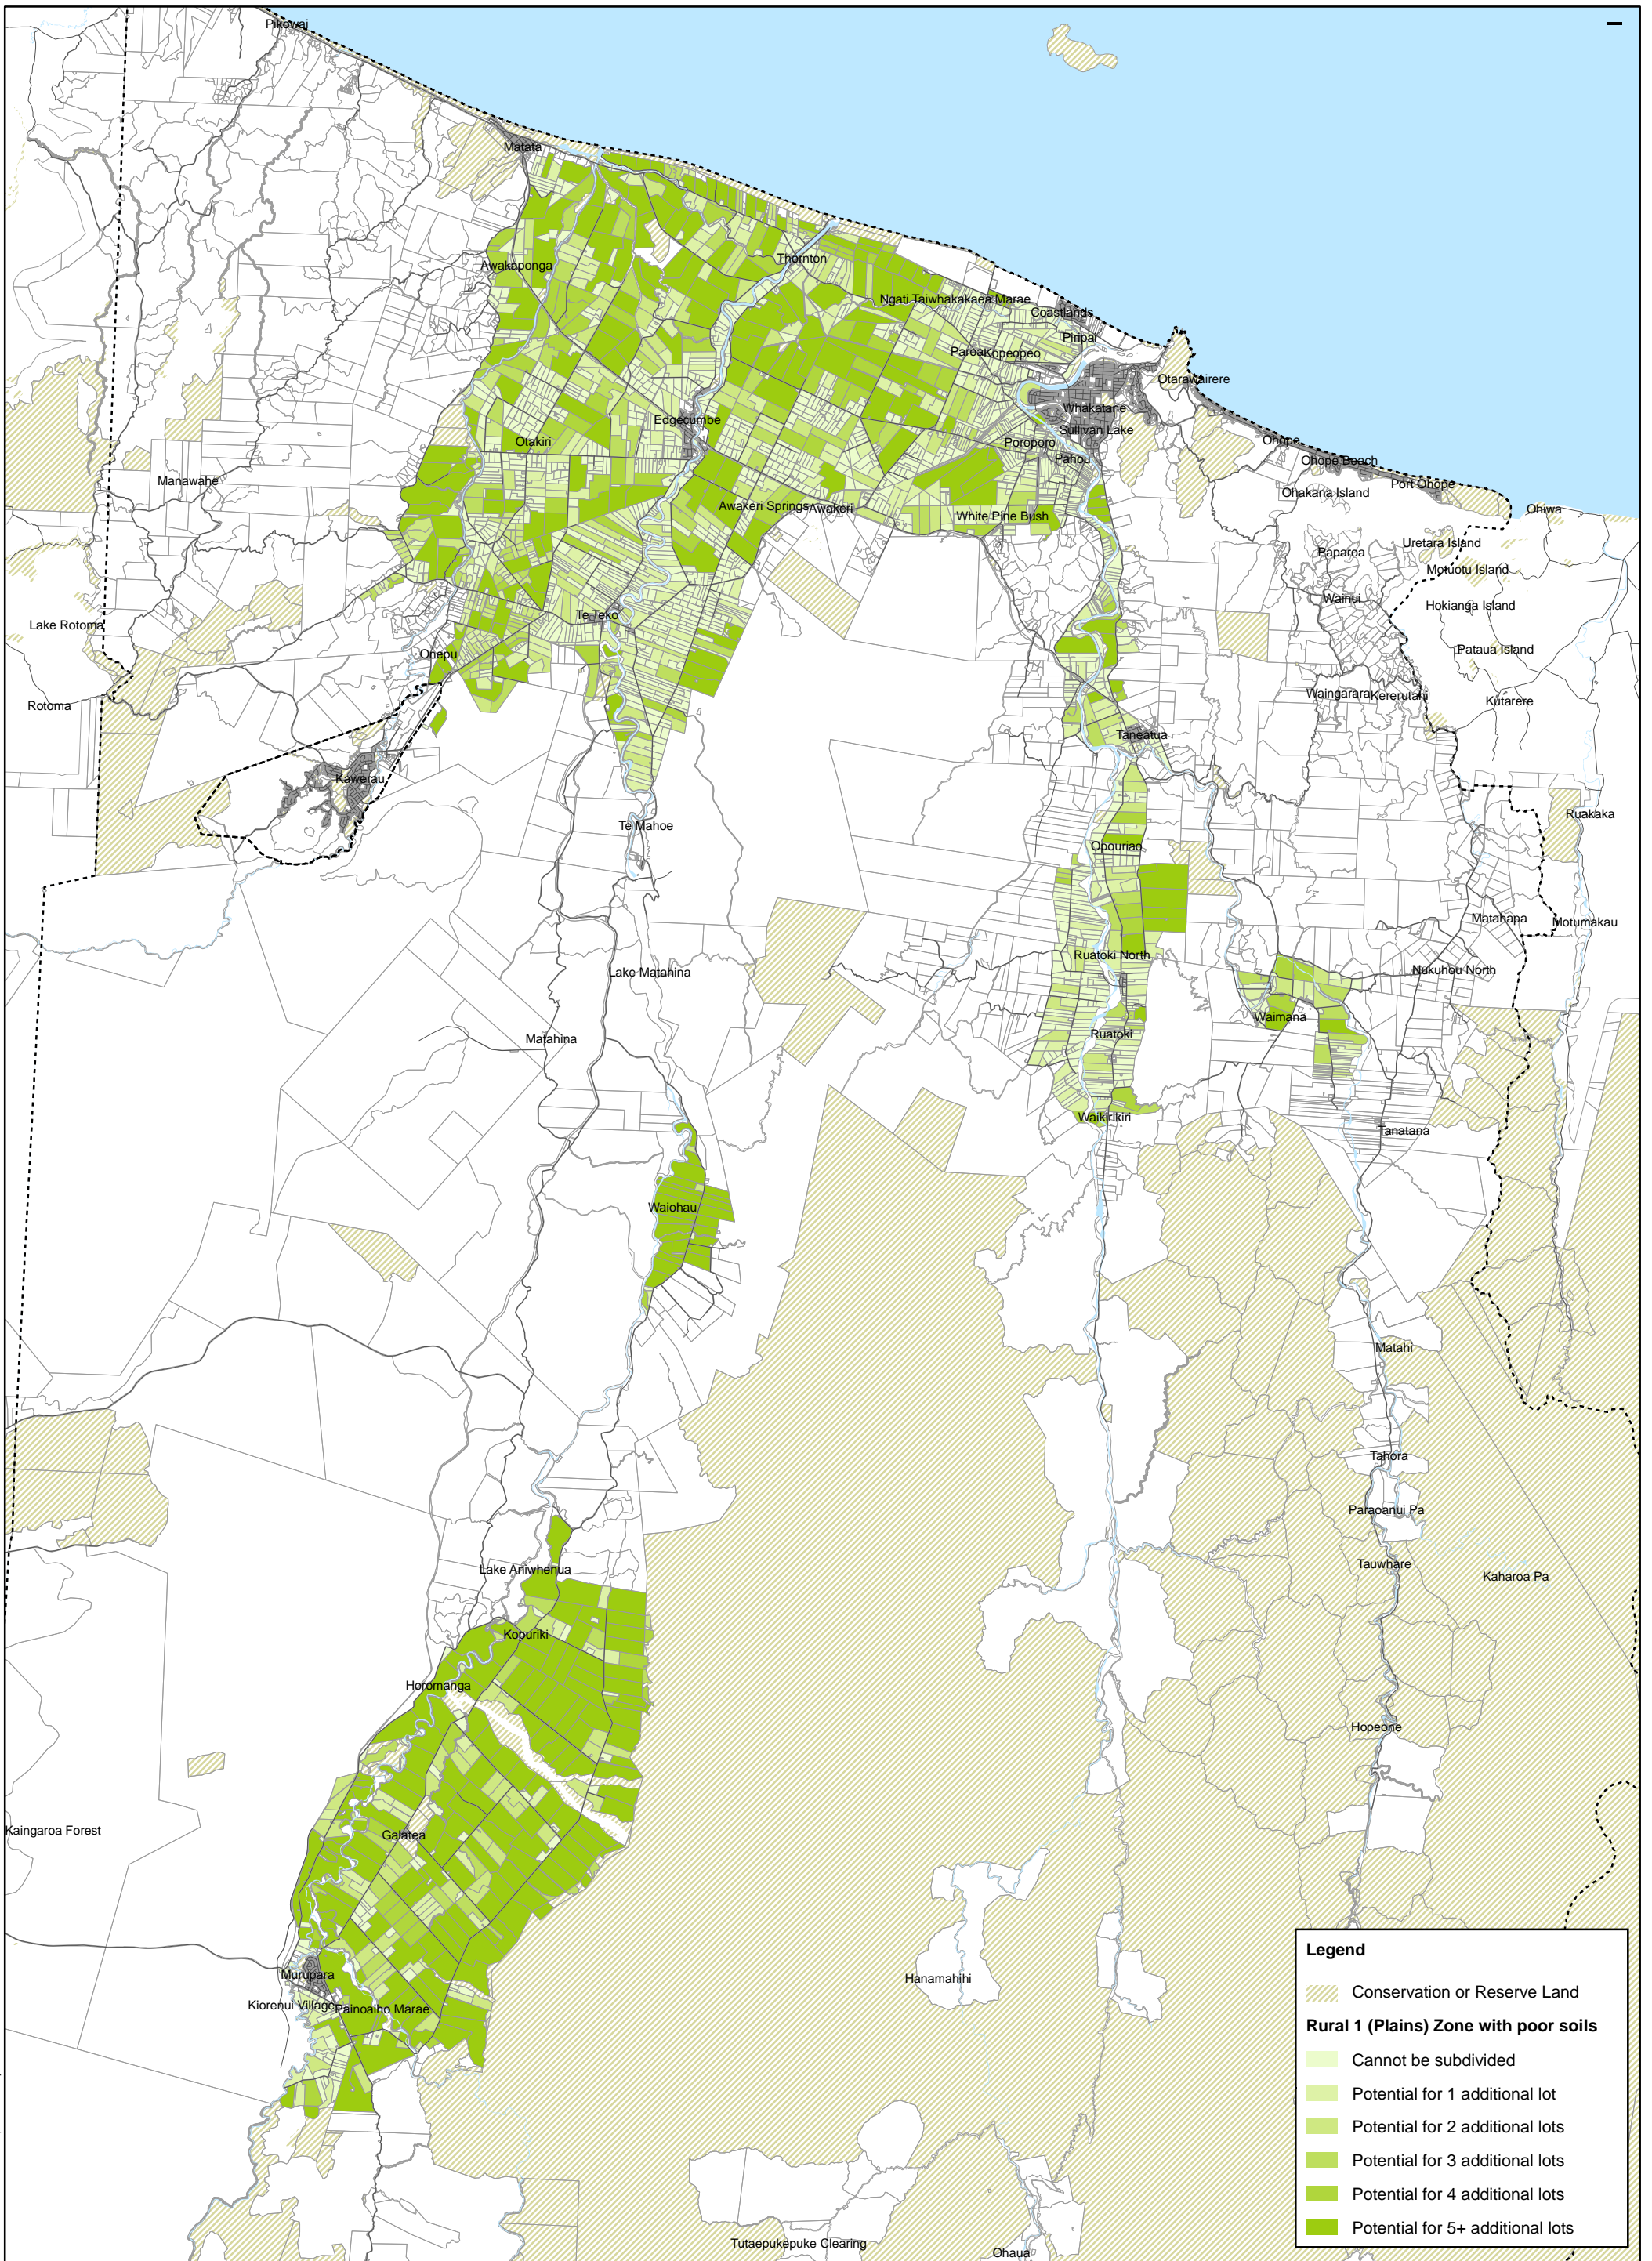 Pikowai
Matata
Awakaponga
Thornton
Ngati Taiwhakakaea Marae
Coastlands
Piripai
Paroa
Kopeopeo
Otarawairere
Whakatane
Edgecumbe
Sullivan Lake
Otakiri
Poroporo
Ohope
Pahou
Ohope Beach
Manawahe
Port Ohope
Ohakana Island
Awakeri Springs
Awakeri
Ohiwa
White Pine Bush
Uretara Island
Paparoa
Motuotu Island
Wainui
Hokianga Island
Te Teko
Lake Rotoma
Pataua Island
Onepu
Waingarara
Kererutahi
Kutarere
Rotoma
Taneatua
Kawerau
Ruakaka
Te Mahoe
Opouriao
Matahapa
Motumakau
Ruatoki North
Nukuhou North
Lake Matahina
Waimana
Ruatoki
Matahina
Waikirikiri
Tanatana
Waiohau
Matahi
Tahora
Paraoanui Pa
Tauwhare
Lake Aniwhenua
Kaharoa Pa
Kopuriki
Horomanga
Hopeone
Kaingaroa Forest
Galatea
Murupara
Hanamahihi
Kiorenui Village
Painoaiho Marae
Tutaepukepuke Clearing
Ohaua
Legend
Conservation or Reserve Land
Rural 1 (Plains) Zone with poor soils
Cannot be subdivided
Potential for 1 additional lot
Potential for 2 additional lots
Potential for 3 additional lots
Potential for 4 additional lots
Potential for 5+ additional lots